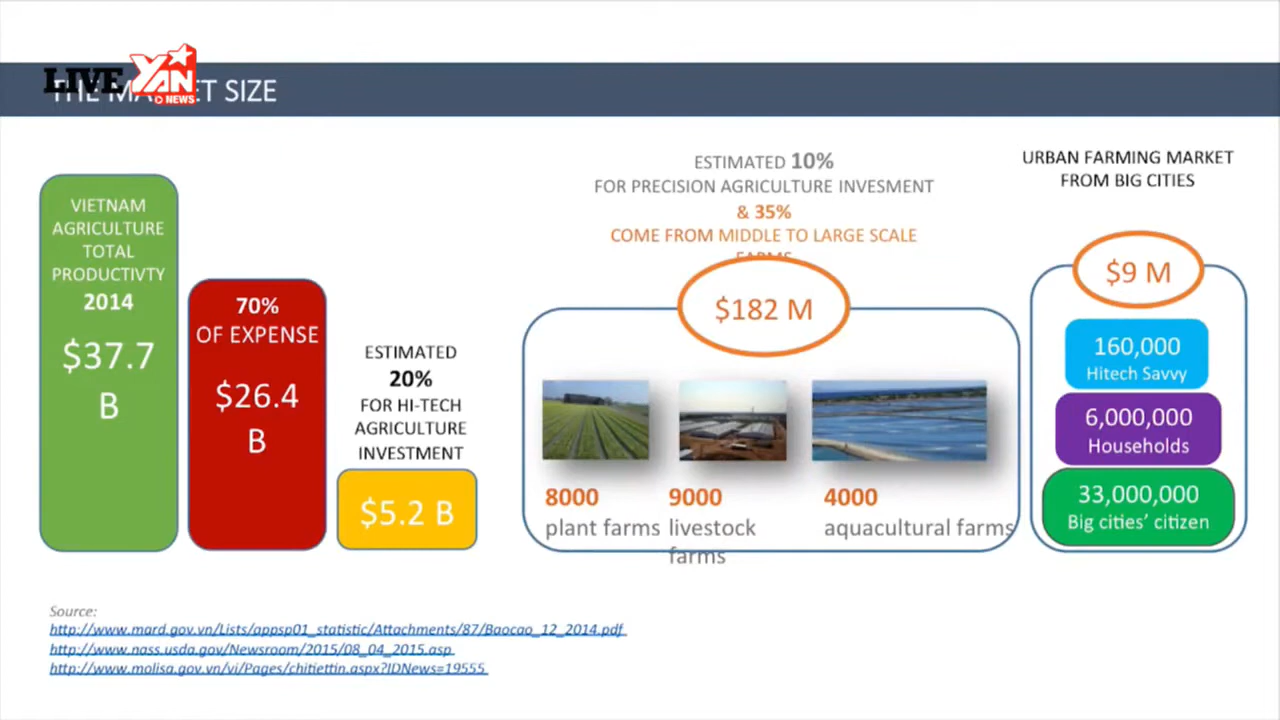 LIVE YAN NEWS
THE MARKET SIZE
VIETNAM
AGRICULTURE
TOTAL
PRODUCTIVTY
2014
$37.7
B
70%
OF EXPENSE
$26.4
B
ESTIMATED
20%
FOR HI-TECH
AGRICULTURE
INVESTMENT
$5.2 B
ESTIMATED 10%
FOR PRECISION AGRICULTURE INVESMENT
& 35%
COME FROM MIDDLE TO LARGE SCALE
FARMS
$182 M
8000
plant farms
9000
livestock
farms
4000
aquacultural farms
URBAN FARMING MARKET
FROM BIG CITIES
$9 M
160,000
Hitech Savvy
6,000,000
Households
33,000,000
Big cities’ citizen
Source:
http://www.mard.gov.vn/Lists/appsp01_statistic/Attachments/87/Baocao_12_2014.pdf
http://www.nass.usda.gov/Newsroom/2015/08_04_2015.asp
http://www.molisa.gov.vn/vi/Pages/chitiettin.aspx?IDNews=19555